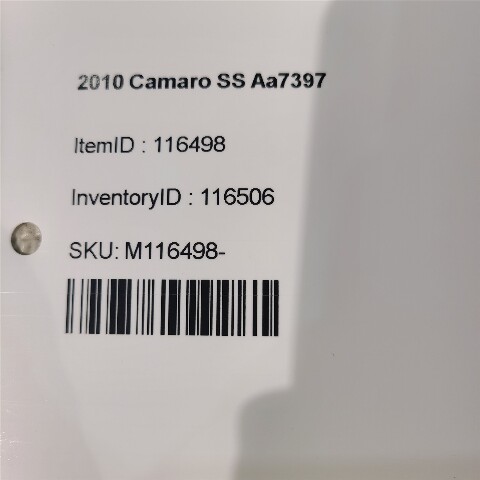 2010 Camaro SS Aa7397
ItemID : 116498
InventoryID : 116506
SKU: M116498-